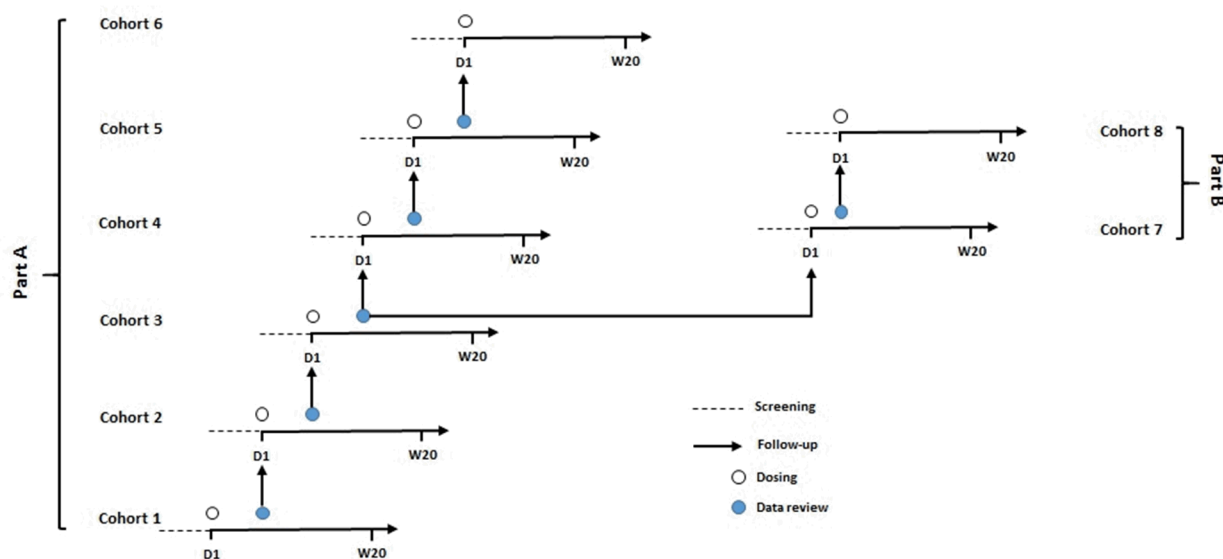 Cohort 6
D1
W20
Cohort 5
D1
W20
Cohort 8
D1
W20
Cohort 4
D1
W20
Cohort 7
D1
W20
Part A
Part B
Cohort 3
D1
W20
Cohort 2
D1
W20
Cohort 1
D1
W20
Screening
Follow-up
Dosing
Data review